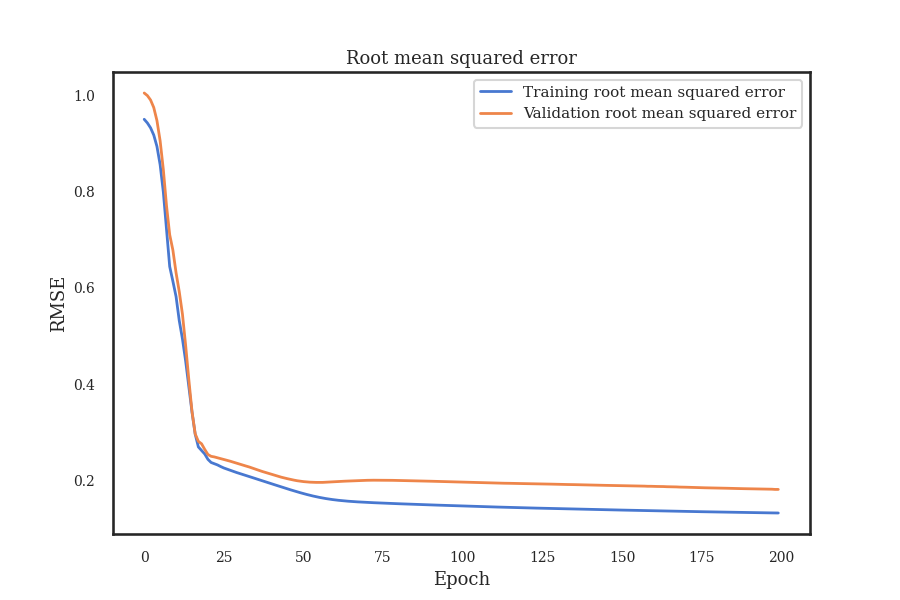 Root mean squared error
Training root mean squared error
Validation root mean squared error
RMSE
1.0
0.8
0.6
0.4
0.2
0 25 50 75 100 125 150 175 200
Epoch